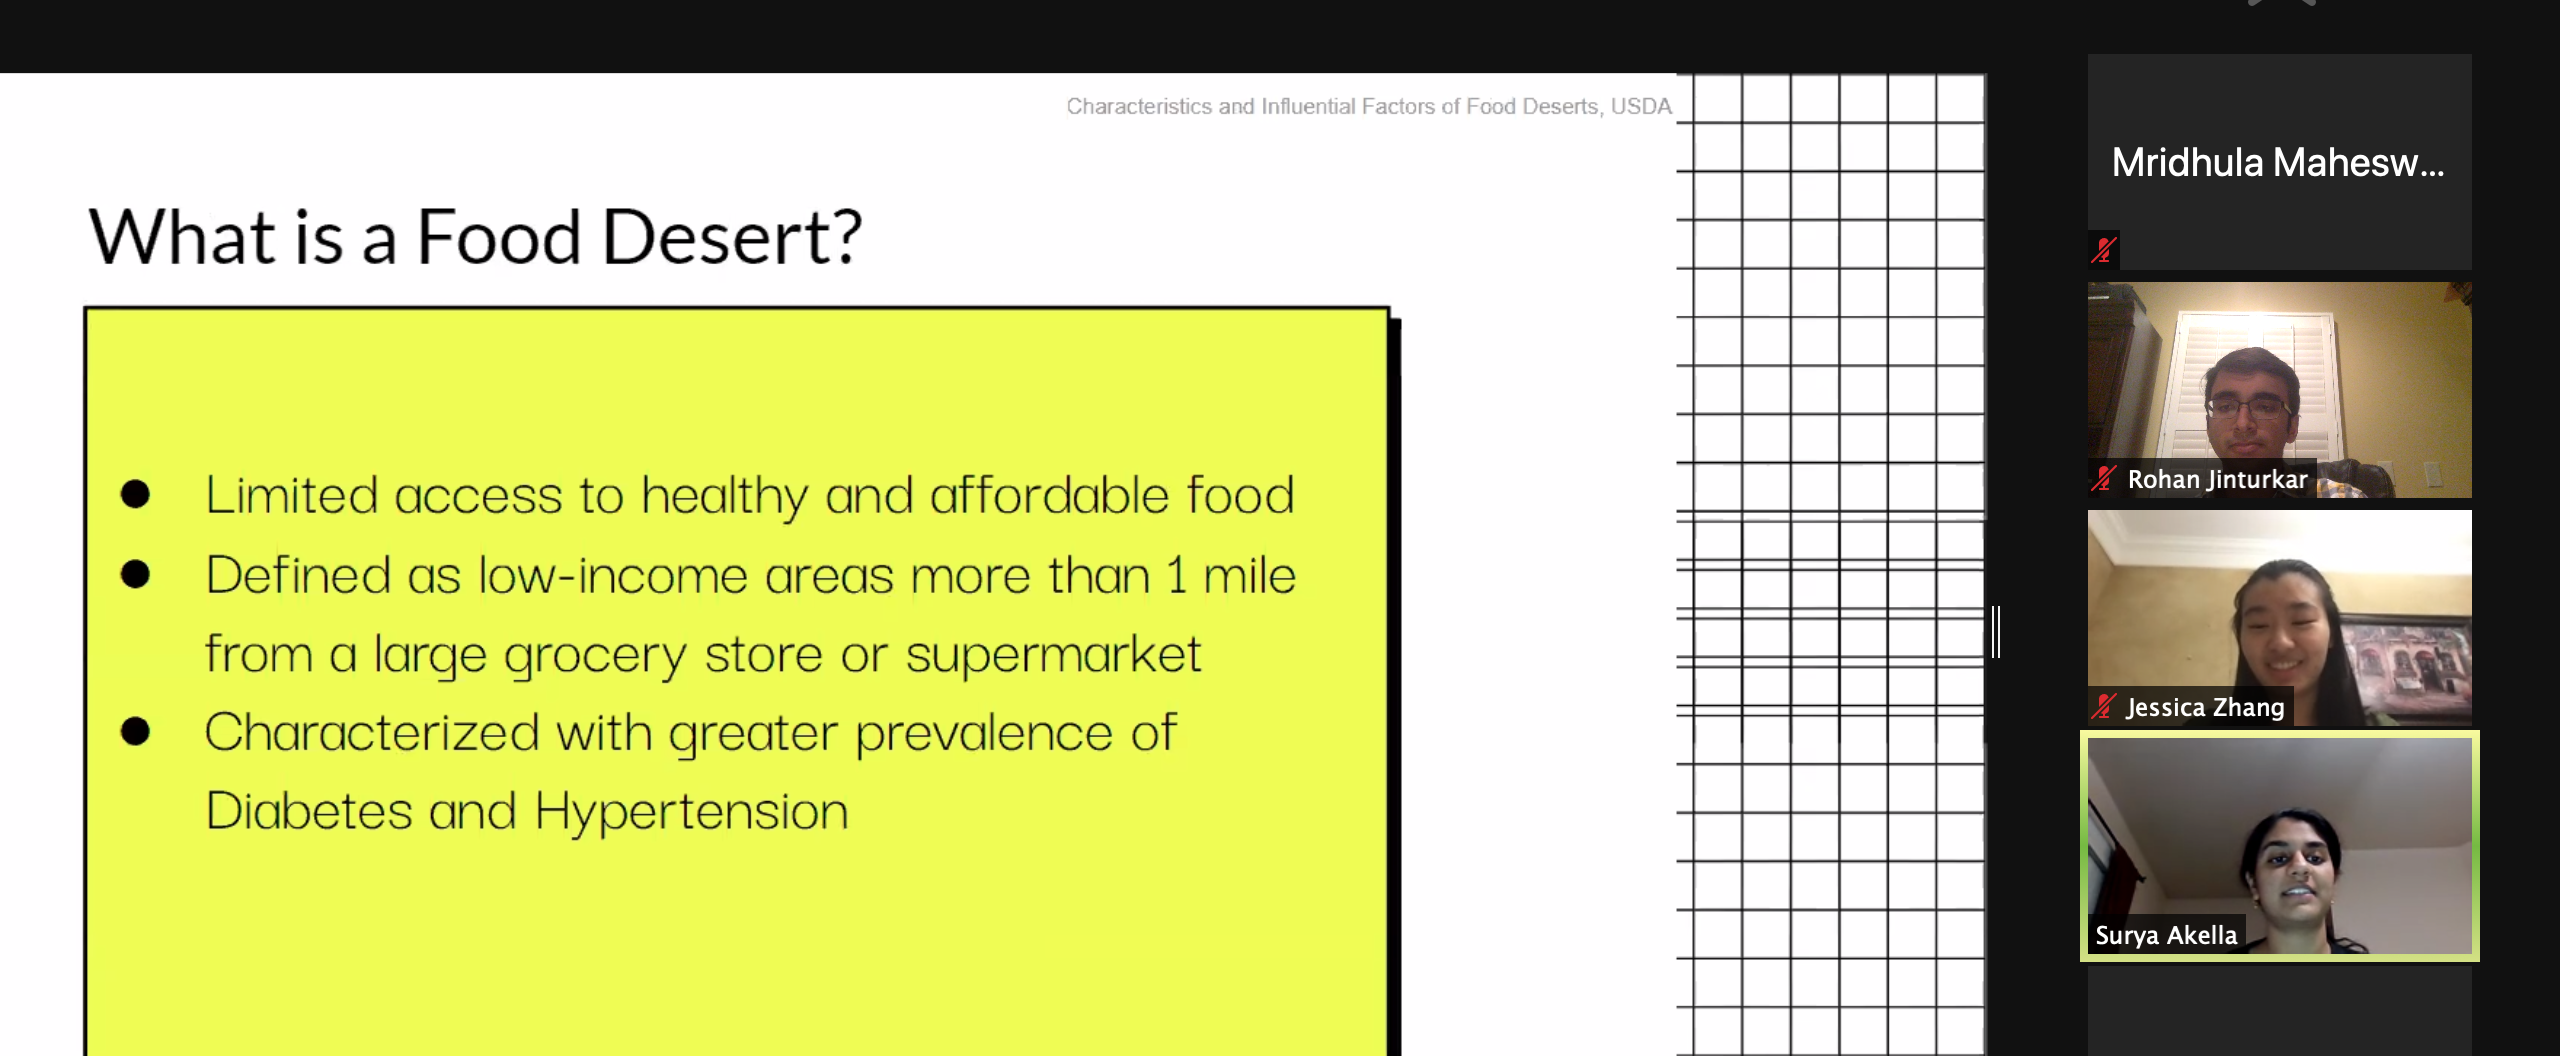 Characteristics and Influential Factors of Food Deserts, USDA
What is a Food Desert?
● Limited access to healthy and affordable food
● Defined as low-income areas more than 1 mile
from a large grocery store or supermarket
● Characterized with greater prevalence of
Diabetes and Hypertension
Mridhula Mahesw...
Rohan Jinturkar
Jessica Zhang
Surya Akella